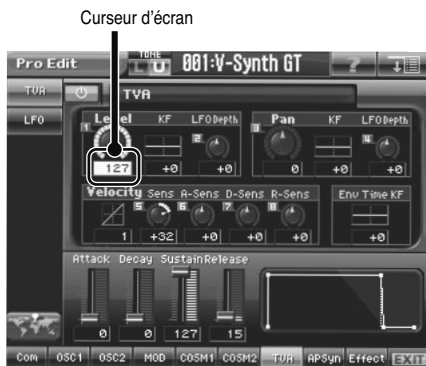 Curseur d'écran
Pro Edit TONE L U 001:V-Synth GT ?
TVA TVA
LFO
1 Level KF LFO Depth 3 Pan KF LFO Depth
2 4
127 +0 +0 0 +0 +0
Velocity Sens A-Sens D-Sens R-Sens Env Time KF
5 6 7 8
1 +32 +0 +0 +0 +0
Attack Decay Sustain Release
0 0 127 15
Com OSC1 OSC2 MOD COSM1 COSM2 TVA APSyn Effect EXIT